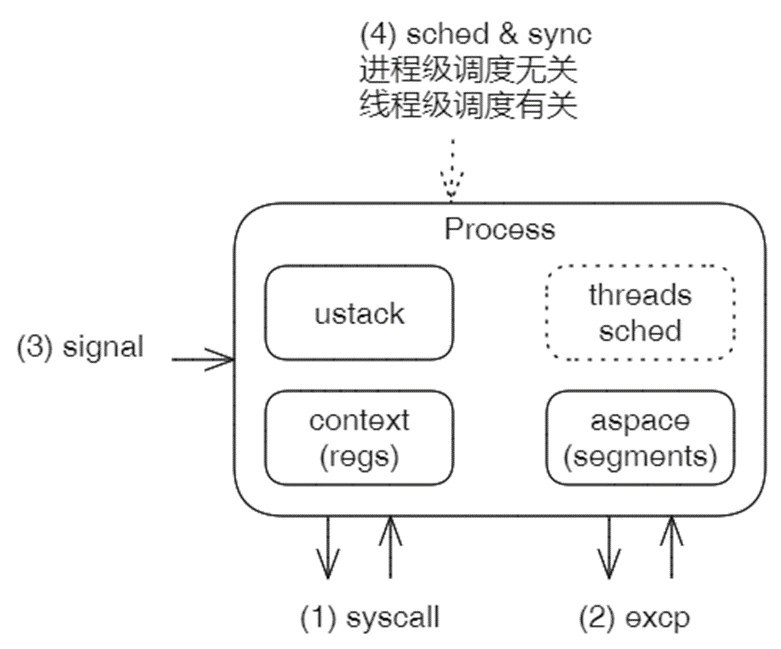 (4) sched & sync
进程级调度无关
线程级调度有关
Process
ustack
threads
sched
(3) signal
context
(regs)
aspace
(segments)
(1) syscall
(2) excp